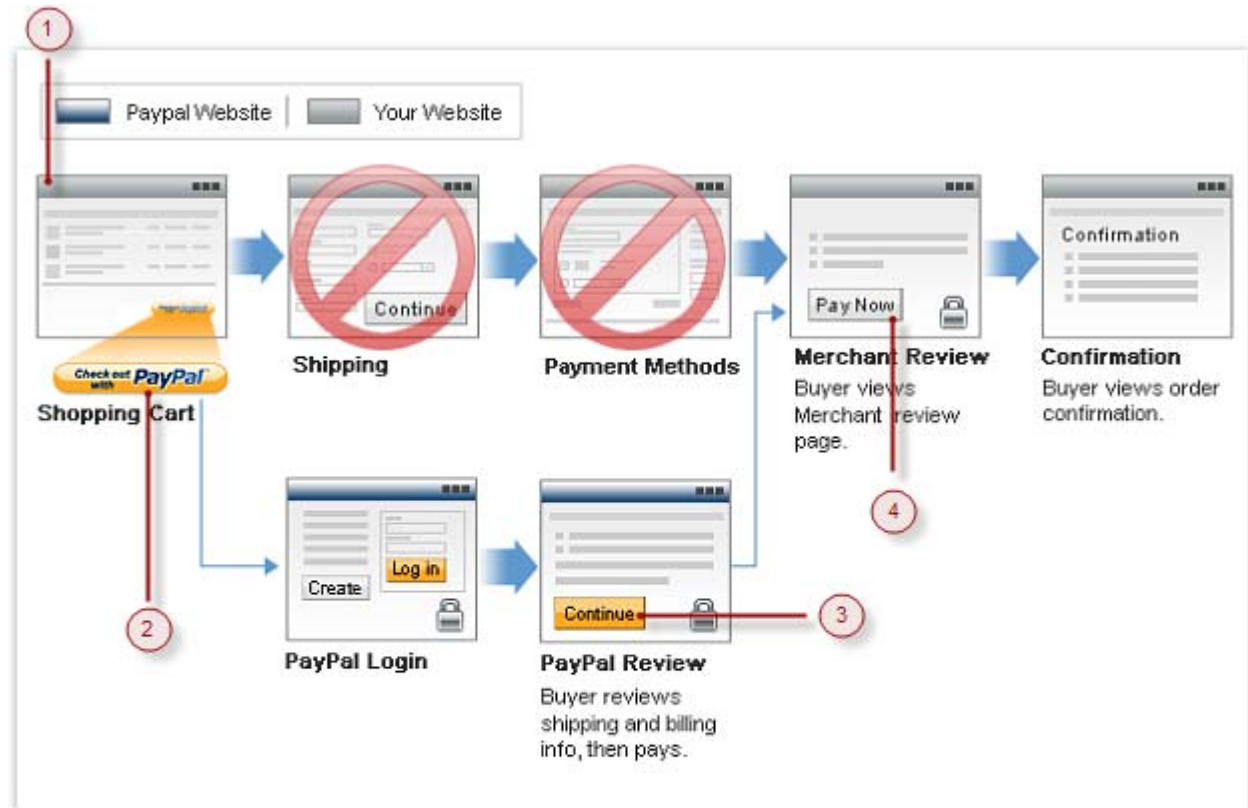 1
Paypal Website
Your Website
Continue
Pay Now
Confirmation
Check out with PayPal
Shopping Cart
Shipping
Payment Methods
Merchant Review
Buyer views
Merchant review
page.
Confirmation
Buyer views order
confirmation.
4
Create
Log in
Continue
2
3
PayPal Login
PayPal Review
Buyer reviews
shipping and billing
info, then pays.